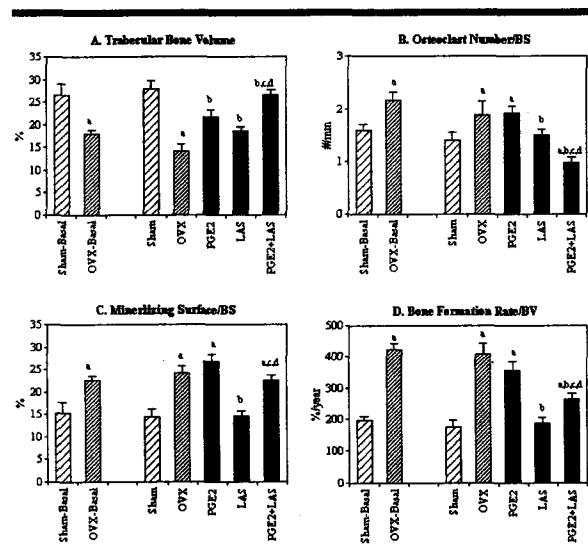 A. Trabecular Bone Volume
35
30
25
20
15
10
5
0
%
a
a
b
b
b,c,d
Sham-Basal
OVX-Basal
Sham
OVX
PGE2
LAS
PGE2+LAS
B. Osteoclast Number/BS
3
2
1
0
#/mm
a
a
a
b
a,b,c,d
Sham-Basal
OVX-Basal
Sham
OVX
PGE2
LAS
PGE2+LAS
C. Minerlizing Surface/BS
35
30
25
20
15
10
5
0
%
a
a
a
b
a,c,d
Sham-Basal
OVX-Basal
Sham
OVX
PGE2
LAS
PGE2+LAS
D. Bone Formation Rate/BV
500
400
300
200
100
0
%/year
a
a
a
b
a,b,c,d
Sham-Basal
OVX-Basal
Sham
OVX
PGE2
LAS
PGE2+LAS